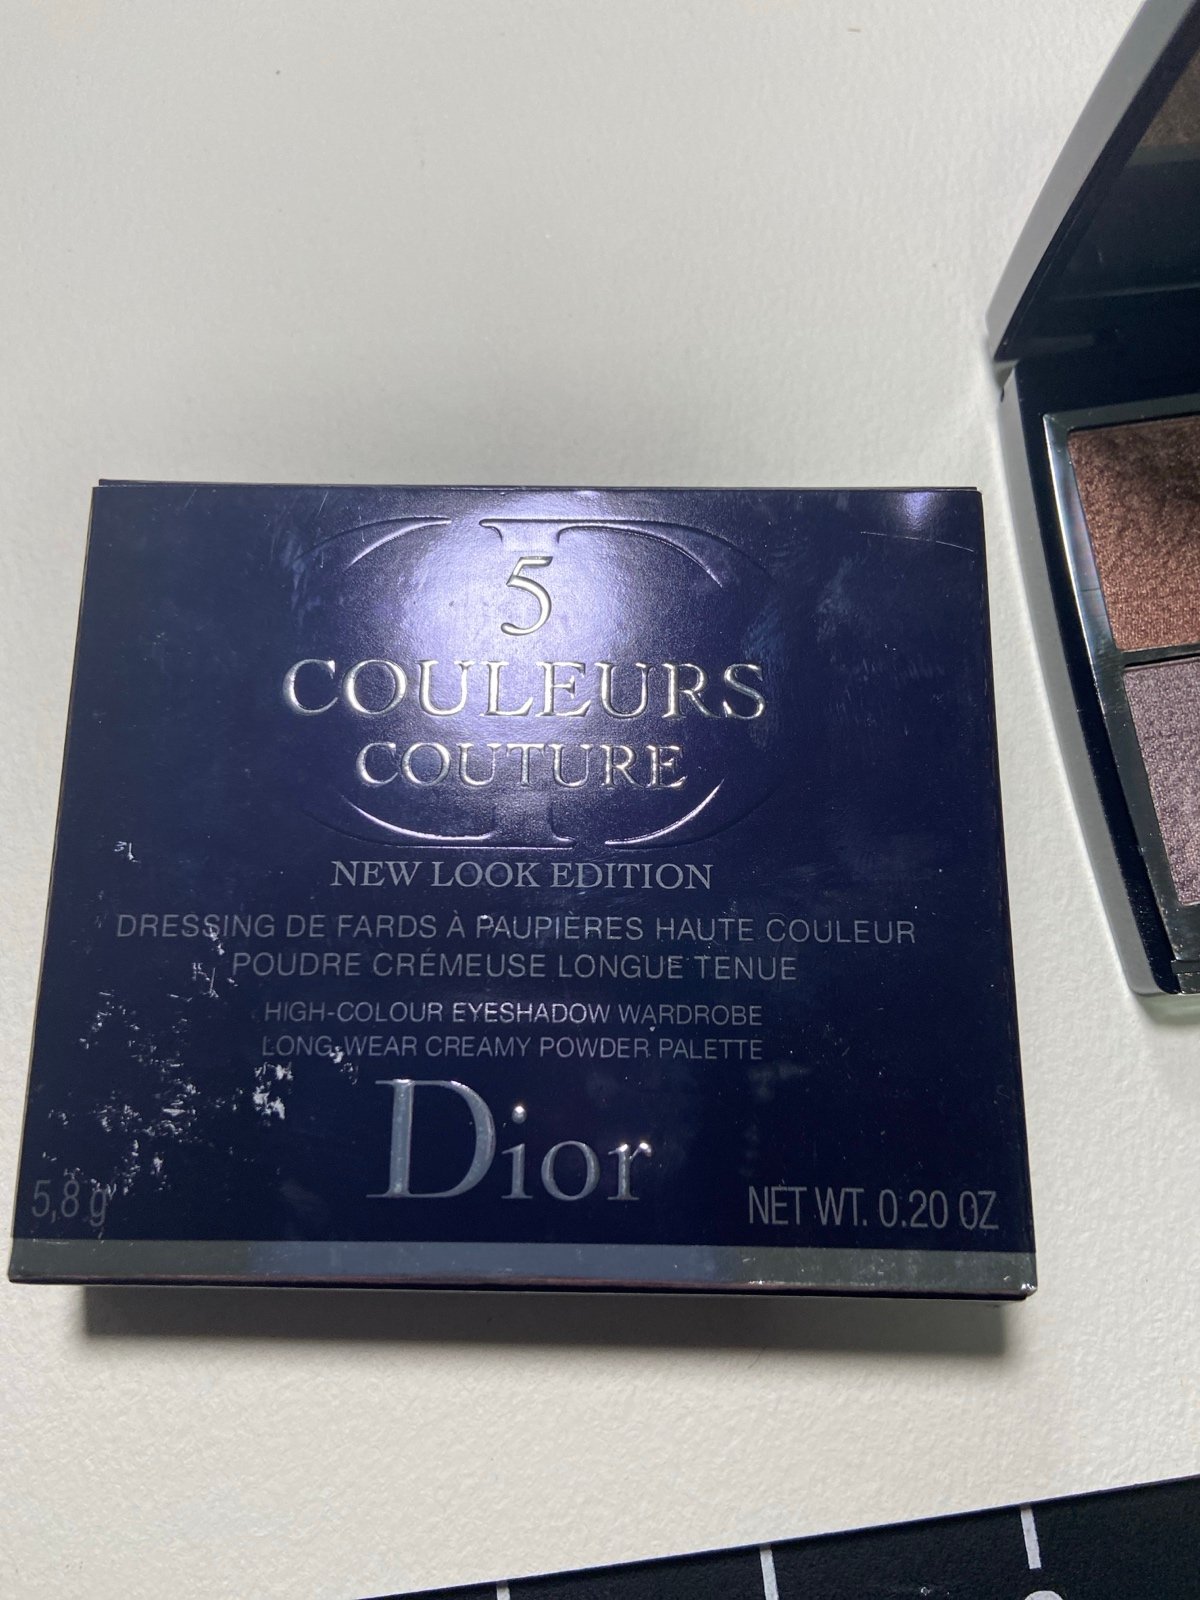 5
COULEURS
COUTURE
NEW LOOK EDITION
DRESSING DE FARDS À PAUPIÈRES HAUTE COULEUR
POUDRE CRÉMEUSE LONGUE TENUE
HIGH-COLOUR EYESHADOW WARDROBE
LONG-WEAR CREAMY POWDER PALETTE
Dior
5,8 g
NET WT. 0.20 OZ